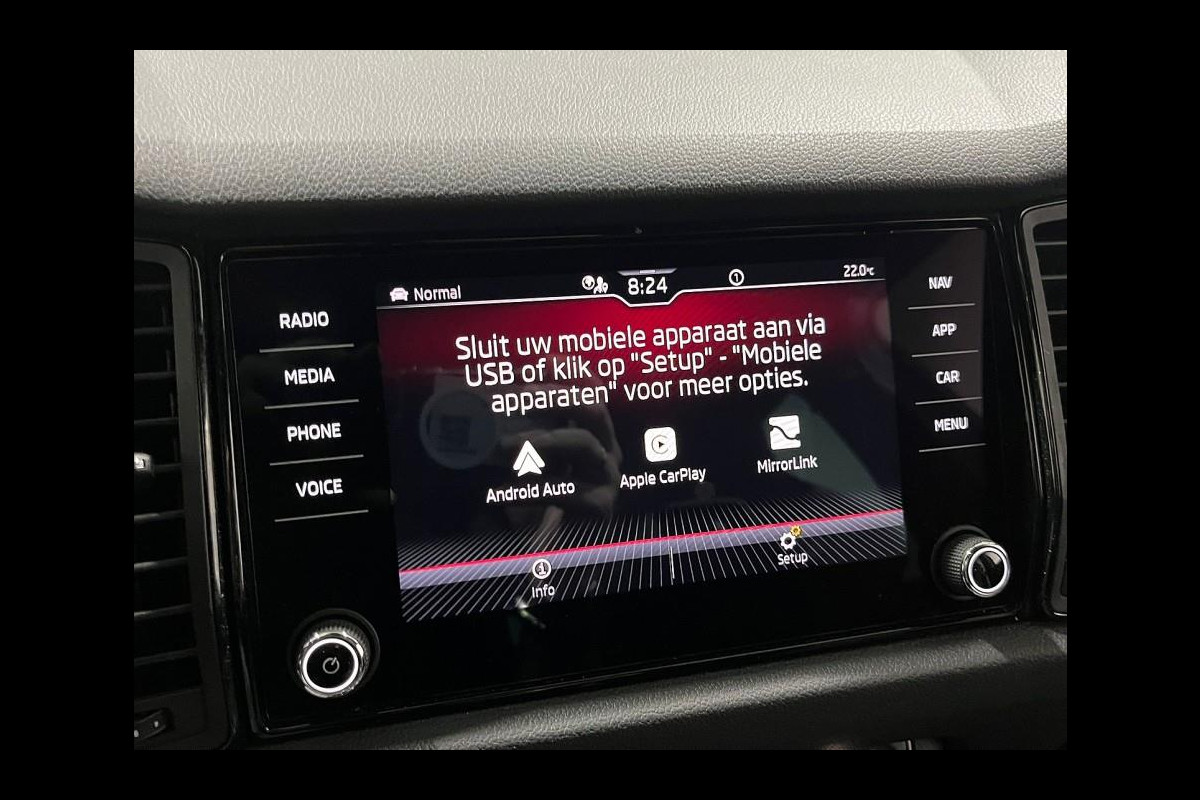 Normal
8:24
1
22.0°C
RADIO
MEDIA
PHONE
VOICE
Sluit uw mobiele apparaat aan via
USB of klik op "Setup" - "Mobiele
apparaten" voor meer opties.
Android Auto
Apple CarPlay
MirrorLink
Info
Setup
NAV
APP
CAR
MENU